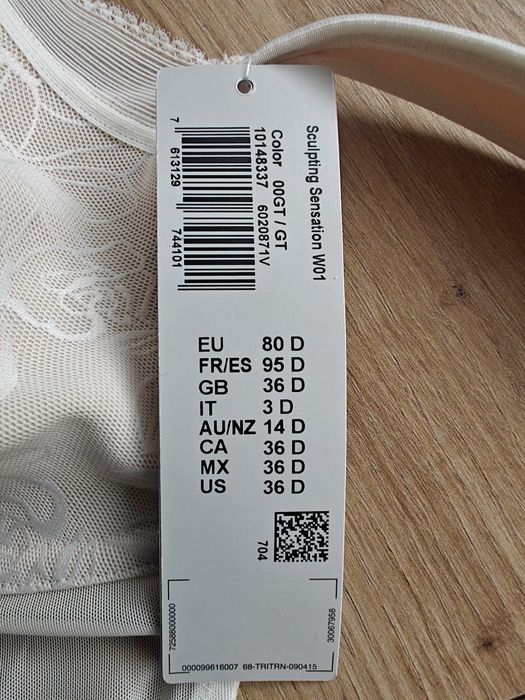 Sculpting Sensation W01
Color 00GT / GT
10148337 6020871V
7 613129 744101
EU 80 D
FR/ES 95 D
GB 36 D
IT 3 D
AU/NZ 14 D
CA 36 D
MX 36 D
US 36 D
704
30067958
000099616007 68-TRITRN-090415